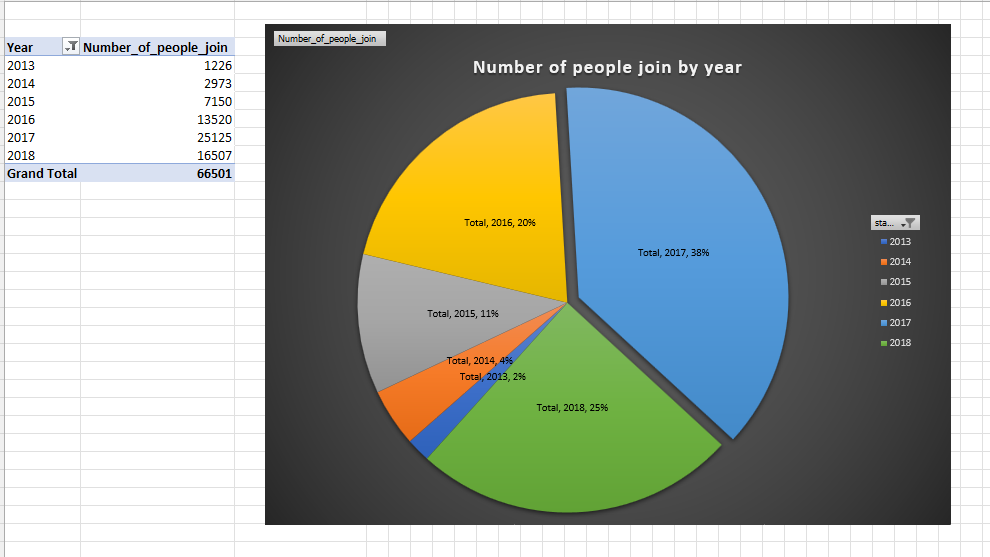 Year Number_of_people_join
2013 1226
2014 2973
2015 7150
2016 13520
2017 25125
2018 16507
Grand Total 66501
Number_of_people_join
Number of people join by year
Total, 2016, 20%
Total, 2017, 38%
Total, 2015, 11%
Total, 2014, 4%
Total, 2013, 2%
Total, 2018, 25%
sta...
2013
2014
2015
2016
2017
2018